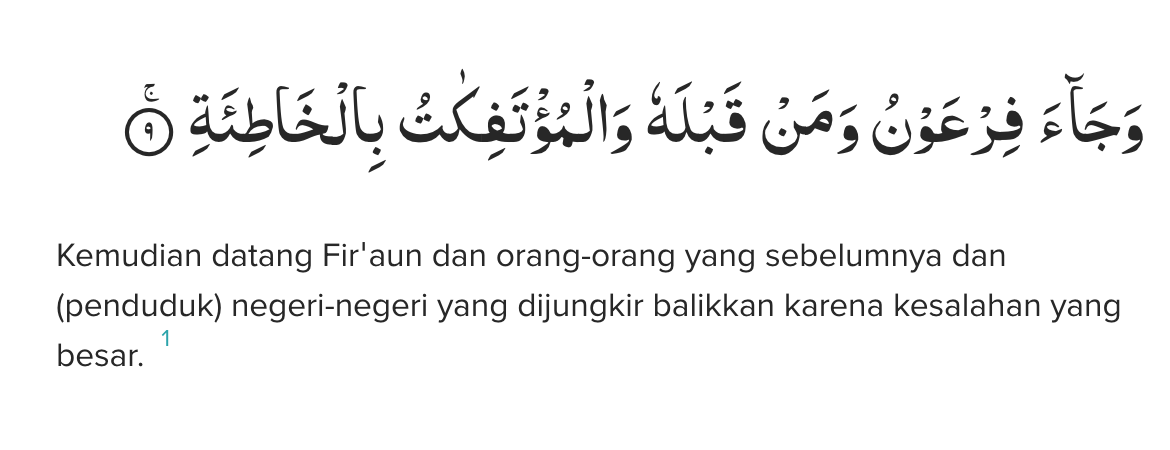 وَجَاۤءَ فِرْعَوْنُ وَمَنْ قَبْلَهٗ وَالْمُؤْتَفِكٰتُ بِالْخَاطِئَةِۚ ٩
Kemudian datang Fir'aun dan orang-orang yang sebelumnya dan
(penduduk) negeri-negeri yang dijungkir balikkan karena kesalahan yang
besar. 1